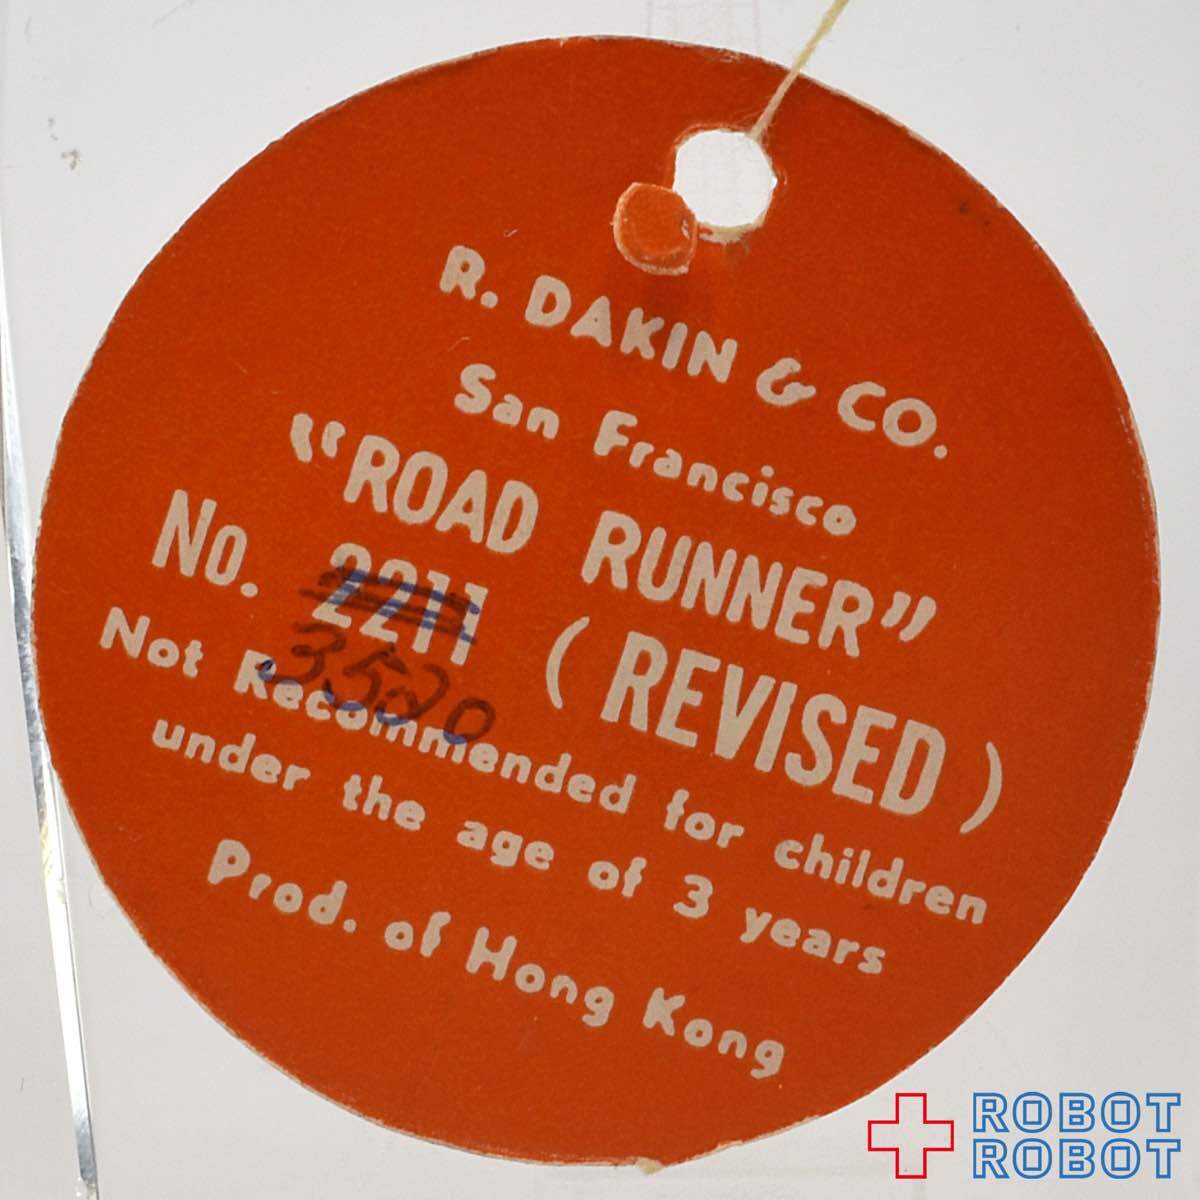 R. DAKIN & CO.
San Francisco
"ROAD RUNNER"
No. 2211 (REVISED)
3520
Not Recommended for children
under the age of 3 years
Prod. of Hong Kong
ROBOT
ROBOT